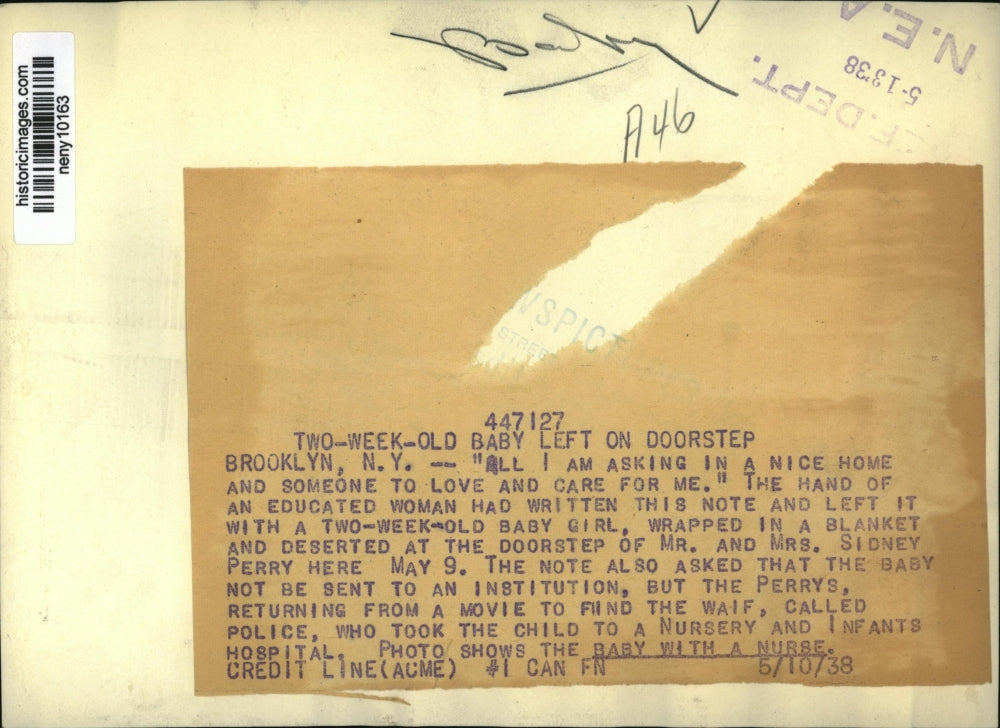 historicimages.com
neny10163
N.E.A
5-13'38
EF. DEPT.
A46
WSPICT
STREE
447127
TWO-WEEK-OLD BABY LEFT ON DOORSTEP
BROOKLYN, N.Y. -- "ALL I AM ASKING IN A NICE HOME
AND SOMEONE TO LOVE AND CARE FOR ME." THE HAND OF
AN EDUCATED WOMAN HAD WRITTEN THIS NOTE AND LEFT IT
WITH A TWO-WEEK-OLD BABY GIRL, WRAPPED IN A BLANKET
AND DESERTED AT THE DOORSTEP OF MR. AND MRS. SIDNEY
PERRY HERE MAY 9. THE NOTE ALSO ASKED THAT THE BABY
NOT BE SENT TO AN INSTITUTION, BUT THE PERRYS,
RETURNING FROM A MOVIE TO FIND THE WAIF, CALLED
POLICE, WHO TOOK THE CHILD TO A NURSERY AND INFANTS
HOSPITAL. PHOTO SHOWS THE BABY WITH A NURSE.
CREDIT LINE(ACME) #1 CAN FN 5/10/38